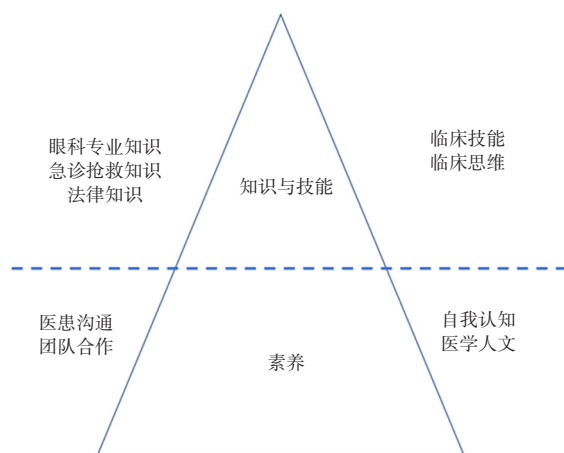 眼科专业知识
急诊抢救知识
法律知识
知识与技能
临床技能
临床思维
医患沟通
团队合作
素养
自我认知
医学人文